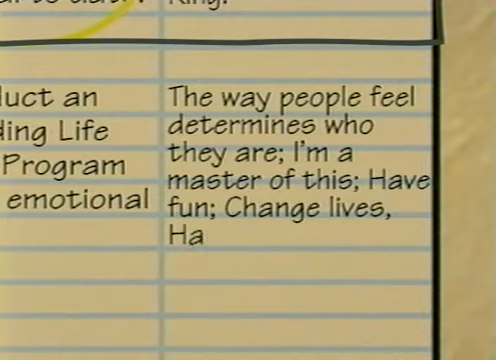 King!
duct an
ding Life
Program
emotional
The way people feel
determines who
they are; I'm a
master of this; Have
fun; Change lives,
Ha